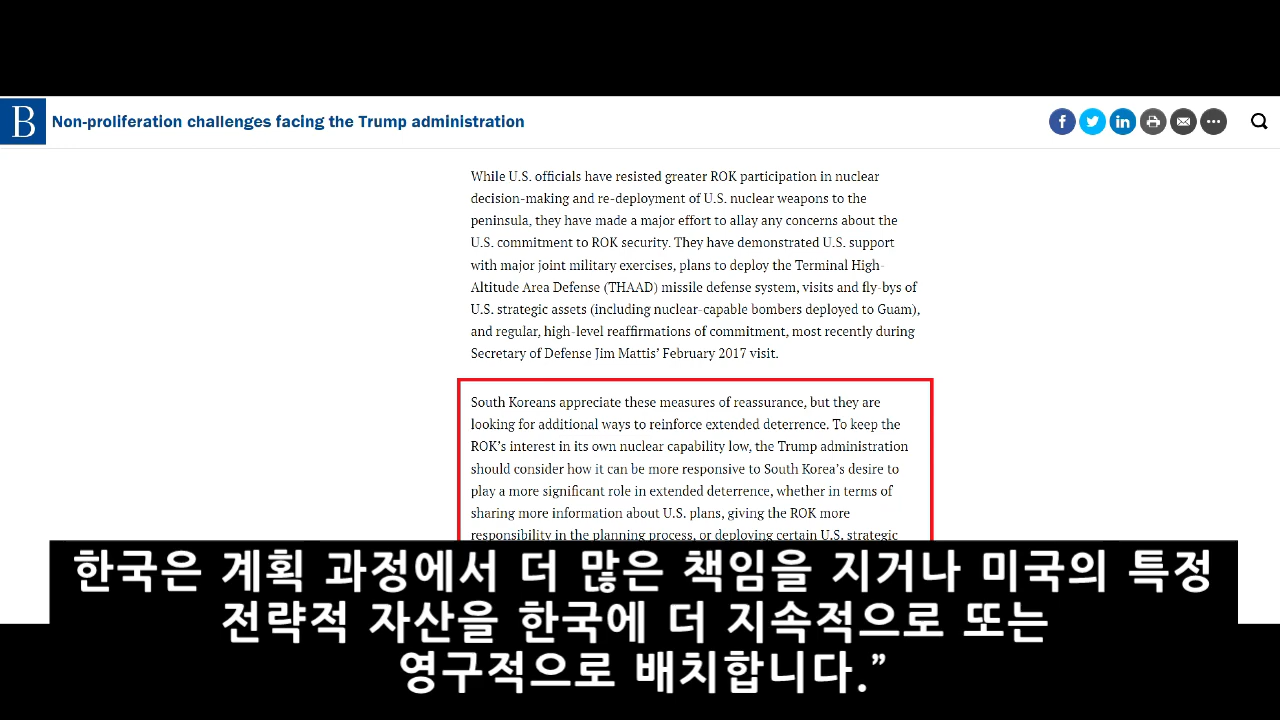 B Non-proliferation challenges facing the Trump administration
While U.S. officials have resisted greater ROK participation in nuclear
decision-making and re-deployment of U.S. nuclear weapons to the
peninsula, they have made a major effort to allay any concerns about the
U.S. commitment to ROK security. They have demonstrated U.S. support
with major joint military exercises, plans to deploy the Terminal High-
Altitude Area Defense (THAAD) missile defense system, visits and fly-bys of
U.S. strategic assets (including nuclear-capable bombers deployed to Guam),
and regular, high-level reaffirmations of commitment, most recently during
Secretary of Defense Jim Mattis’ February 2017 visit.
South Koreans appreciate these measures of reassurance, but they are
looking for additional ways to reinforce extended deterrence. To keep the
ROK’s interest in its own nuclear capability low, the Trump administration
should consider how it can be more responsive to South Korea’s desire to
play a more significant role in extended deterrence, whether in terms of
sharing more information about U.S. plans, giving the ROK more
responsibility in the planning process, or deploying certain U.S. strategic
한국은 계획 과정에서 더 많은 책임을 지거나 미국의 특정
전략적 자산을 한국에 더 지속적으로 또는
영구적으로 배치합니다.”